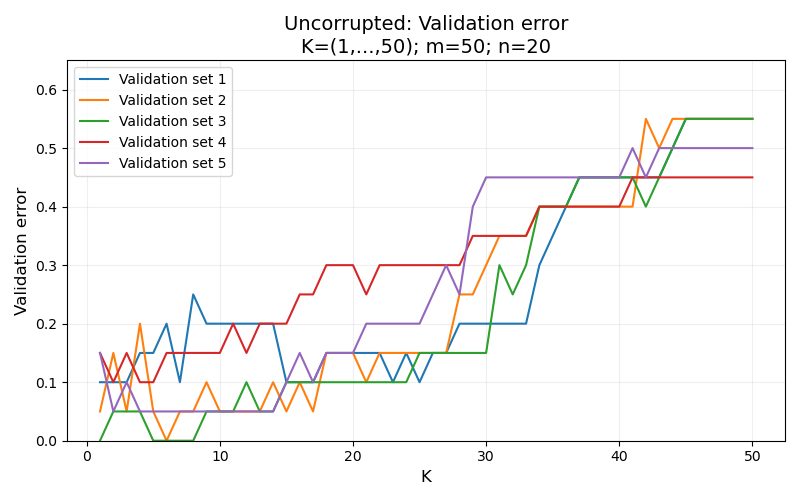 Uncorrupted: Validation error
K=(1,...,50); m=50; n=20
Validation set 1
Validation set 2
Validation set 3
Validation set 4
Validation set 5
Validation error
0.6
0.5
0.4
0.3
0.2
0.1
0.0
0 10 20 30 40 50
K